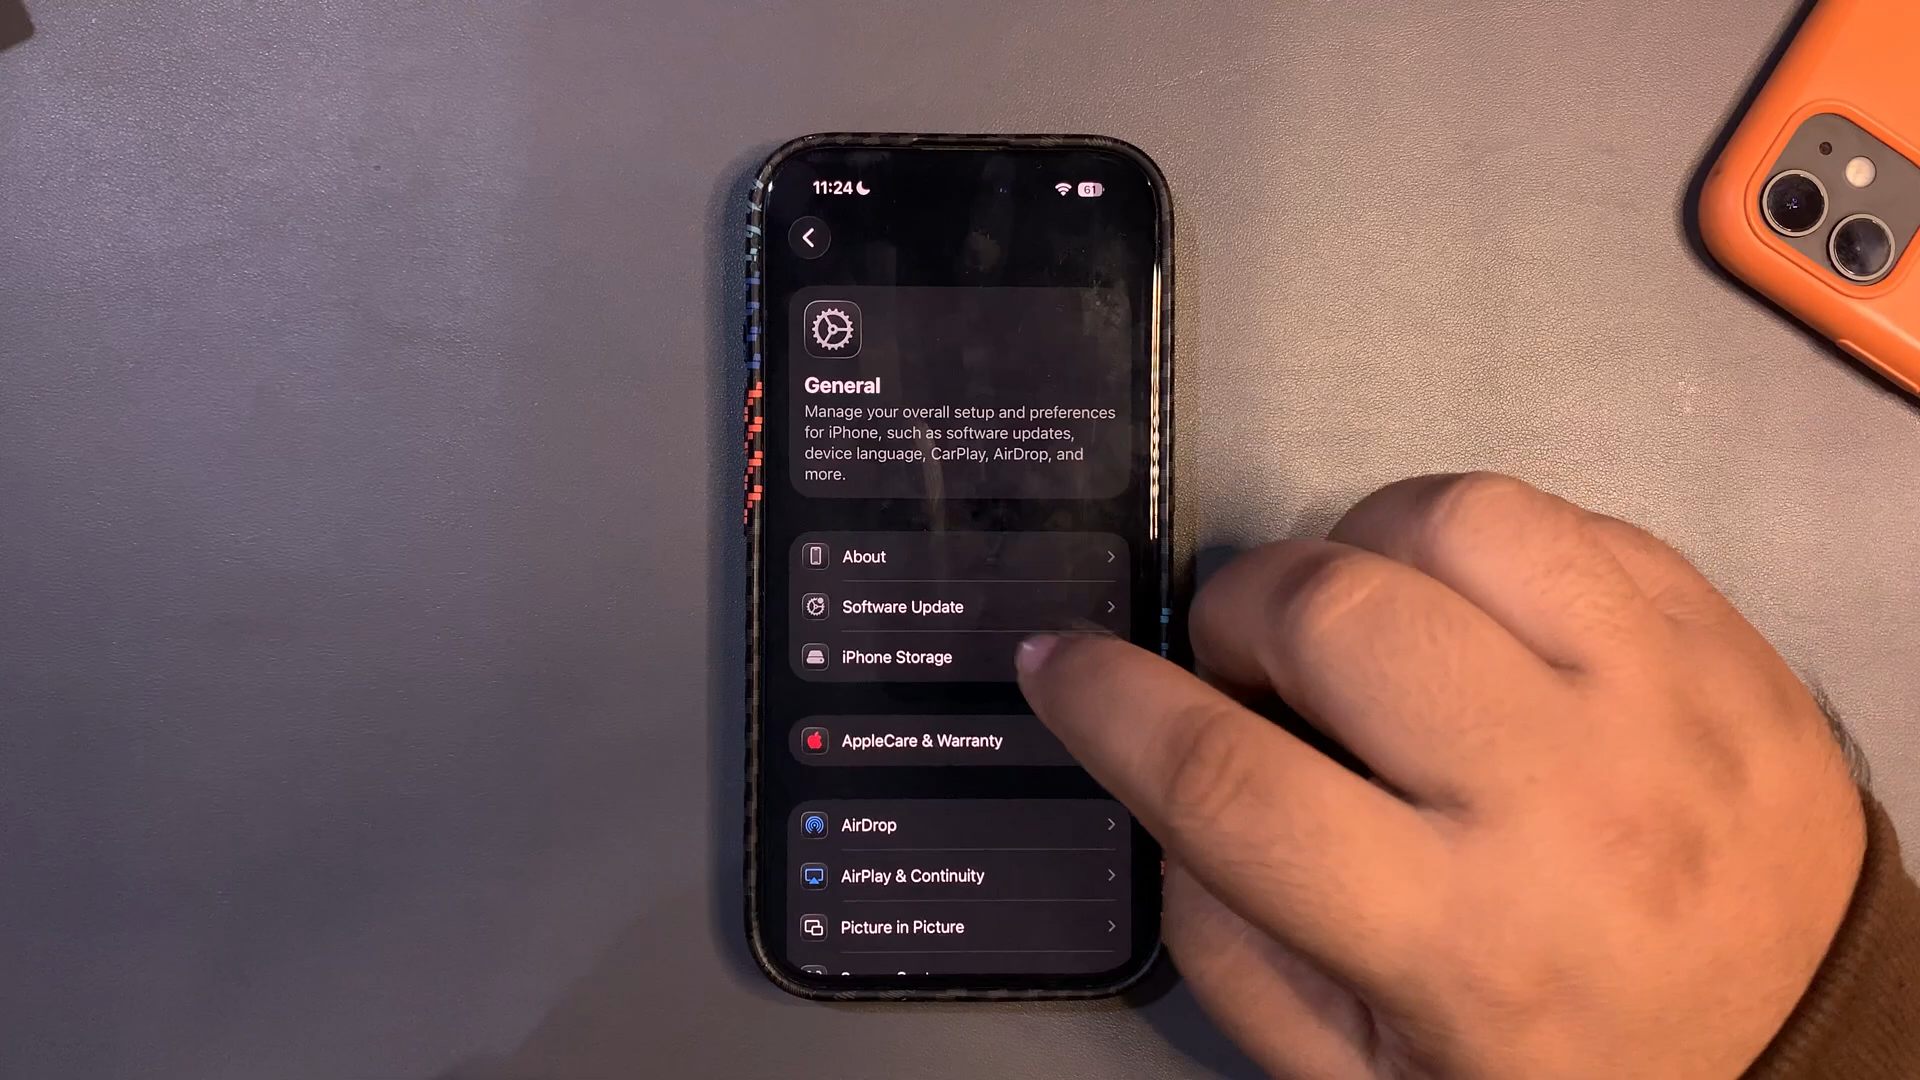 11:24
61
General
Manage your overall setup and preferences
for iPhone, such as software updates,
device language, CarPlay, AirDrop, and
more.
About
Software Update
iPhone Storage
AppleCare & Warranty
AirDrop
AirPlay & Continuity
Picture in Picture